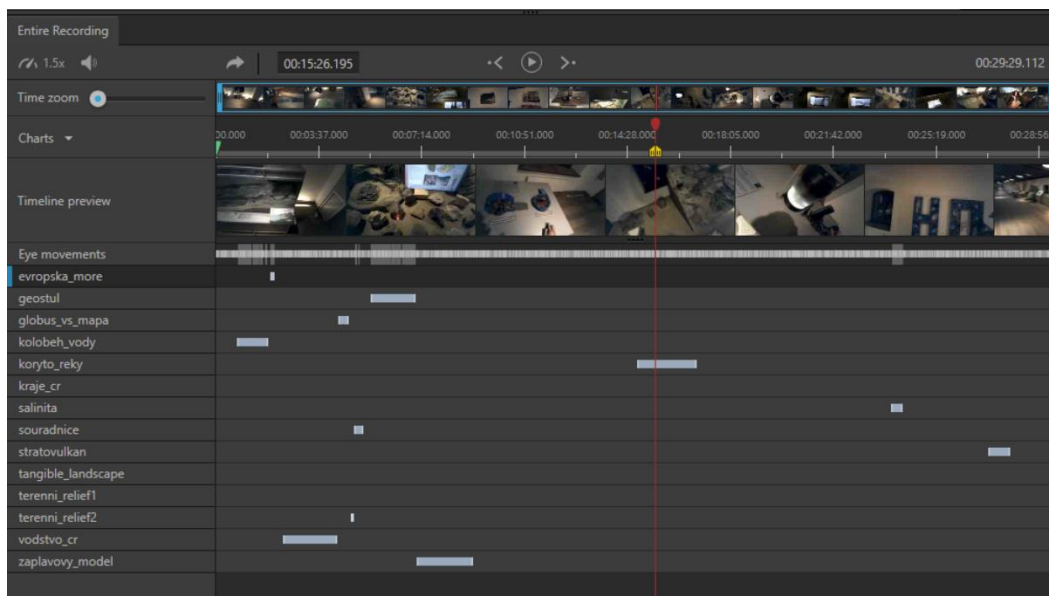 Entire Recording
1.5x 00:15:26.195 00:29:29.112
Time zoom
Charts 00.000 00:03:37.000 00:07:14.000 00:10:51.000 00:14:28.000 00:18:05.000 00:21:42.000 00:25:19.000 00:28:56
Timeline preview
Eye movements
evropska_more
geostul
globus_vs_mapa
kolobeh_vody
koryto_reky
kraje_cr
salinita
souradnice
stratovulkan
tangible_landscape
terenni_relief1
terenni_relief2
vodstvo_cr
zaplavovy_model